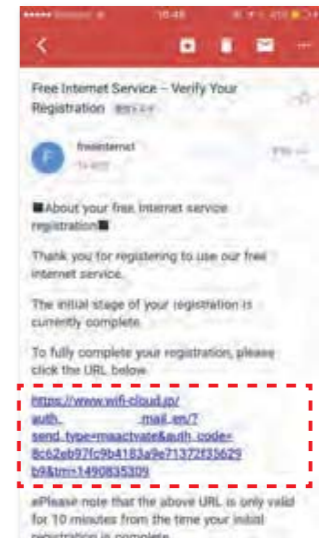 16:48
Free Internet Service – Verify Your
Registration
freeinternet
■About your free internet service
registration■
Thank you for registering to use our free
internet service.
The initial stage of your registration is
currently complete.
To fully complete your registration, please
click the URL below.
https://www.wifi-cloud.jp/
auth_ mail_en/?
send_type=maactvate&auth_code=
8c62eb97fc9b4183a9e71372f35629
b9&tm=1490835309
※Please note that the above URL is only valid
for 10 minutes from the time your initial
registration is complete